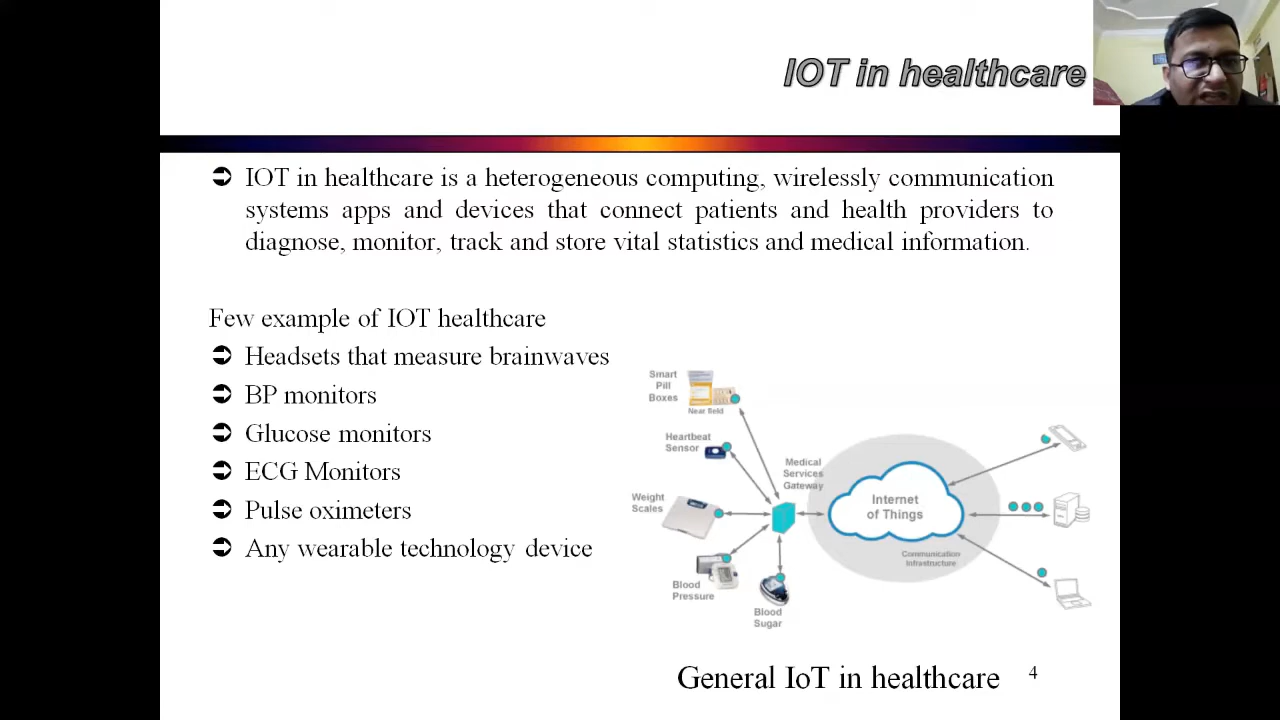 IOT in healthcare
IOT in healthcare is a heterogeneous computing, wirelessly communication
systems apps and devices that connect patients and health providers to
diagnose, monitor, track and store vital statistics and medical information.
Few example of IOT healthcare
Headsets that measure brainwaves
BP monitors
Glucose monitors
ECG Monitors
Pulse oximeters
Any wearable technology device
Smart
Pill
Boxes
Near field
Heartbeat
Sensor
Weight
Scales
Blood
Pressure
Blood
Sugar
Medical
Services
Gateway
Internet
of Things
Communication
Infrastructure
General IoT in healthcare
4